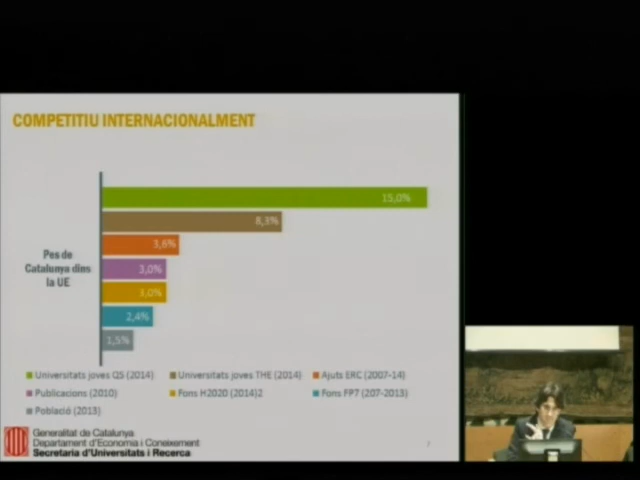 COMPETITIU INTERNACIONALMENT
15,0%
8,3%
3,6%
Pes de
Catalunya dins
la UE
3,0%
3,0%
2,4%
1,5%
Universitats joves QS (2014)
Universitats joves THE (2014)
Ajuts ERC (2007-14)
Publicacions (2010)
Fons H2020 (2014)2
Fons FP7 (207-2013)
Població (2013)
Generalitat de Catalunya
Departament d'Economia i Coneixement
Secretaria d'Universitats i Recerca
7